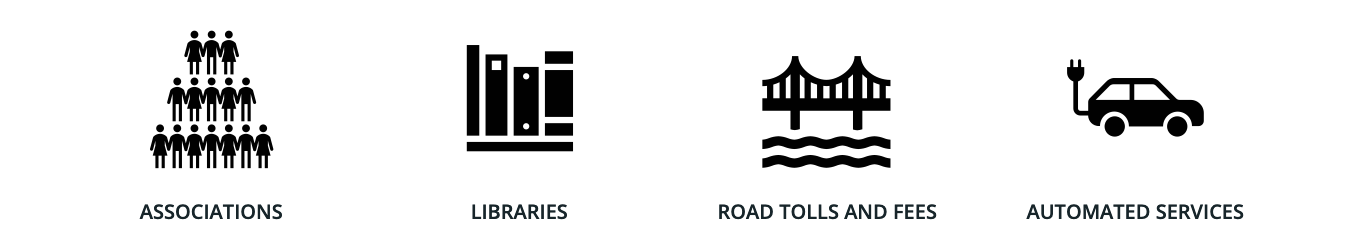 ASSOCIATIONS
LIBRARIES
ROAD TOLLS AND FEES
AUTOMATED SERVICES